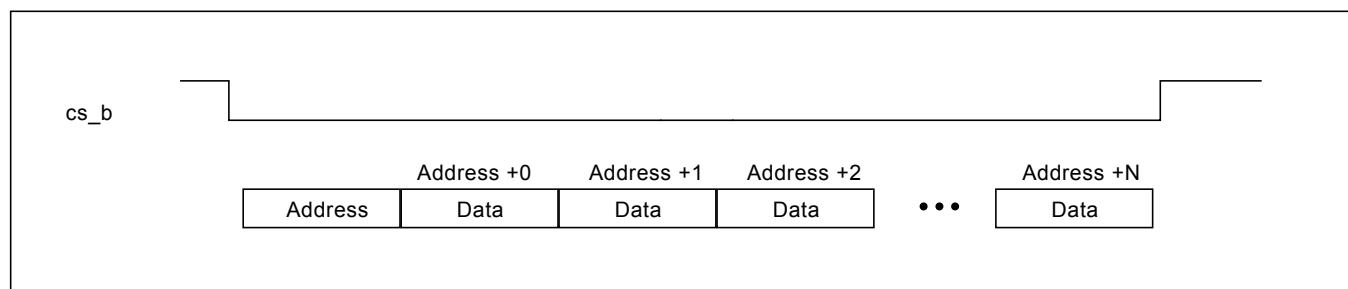 cs_b
Address +0 Address +1 Address +2 Address +N
Address Data Data Data ••• Data